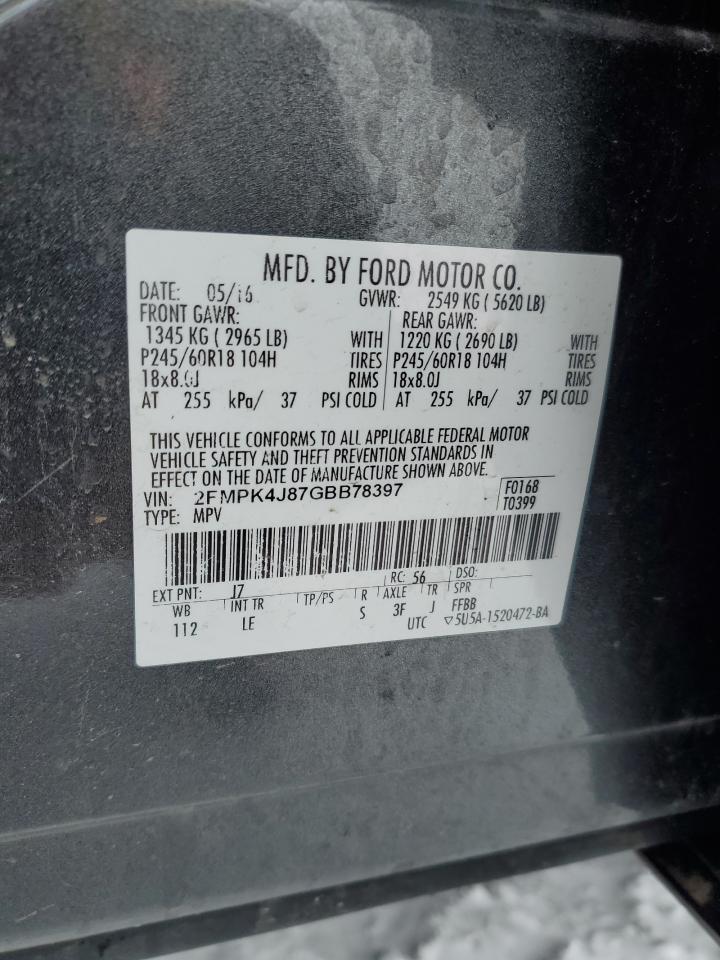 MFD. BY FORD MOTOR CO.
DATE: 05/16 GVWR: 2549 KG ( 5620 LB)
FRONT GAWR: REAR GAWR:
1345 KG ( 2965 LB) WITH 1220 KG ( 2690 LB) WITH
P245/60R18 104H TIRES P245/60R18 104H TIRES
18x8.0J RIMS 18x8.0J RIMS
AT 255 kPa/ 37 PSI COLD AT 255 kPa/ 37 PSI COLD
THIS VEHICLE CONFORMS TO ALL APPLICABLE FEDERAL MOTOR
VEHICLE SAFETY AND THEFT PREVENTION STANDARDS IN
EFFECT ON THE DATE OF MANUFACTURE SHOWN ABOVE.
VIN: 2FMPK4J87GBB78397 F0168
TYPE: MPV T0399
EXT PNT: J7 RC: 56 DSO:
WB INT TR TP/PS R AXLE TR SPR
112 LE S 3F J FFBB
UTC ▽5U5A-1520472-BA